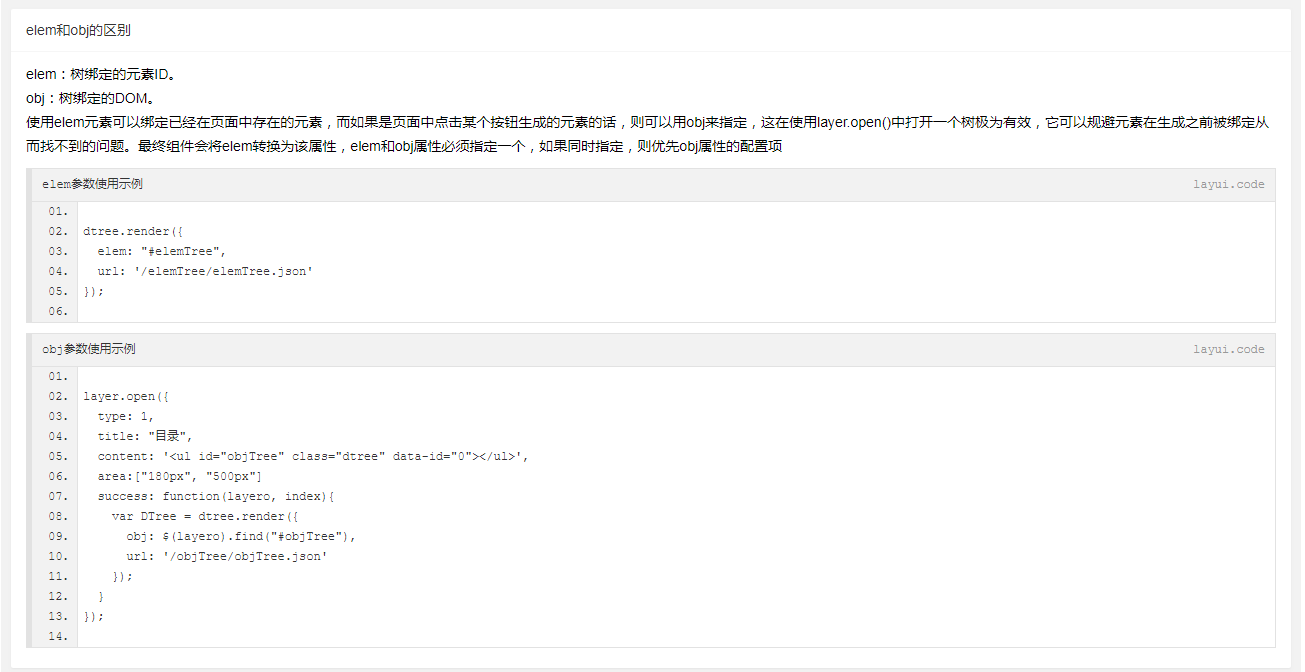 elem和obj的区别
elem：树绑定的元素ID。
obj：树绑定的DOM。
使用elem元素可以绑定已经在页面中存在的元素，而如果是页面中点击某个按钮生成的元素的话，则可以用obj来指定，这在使用layer.open()中打开一个树极为有效，它可以规避元素在生成之前被绑定从
而找不到的问题。最终组件会将elem转换为该属性，elem和obj属性必须指定一个，如果同时指定，则优先obj属性的配置项
elem参数使用示例 layui.code
01.
02. dtree.render({
03.   elem: "#elemTree",
04.   url: '/elemTree/elemTree.json'
05. });
06.
obj参数使用示例 layui.code
01.
02. layer.open({
03.   type: 1,
04.   title: "目录",
05.   content: '<ul id="objTree" class="dtree" data-id="0"></ul>',
06.   area:["180px", "500px"]
07.   success: function(layero, index){
08.     var DTree = dtree.render({
09.       obj: $(layero).find("#objTree"),
10.       url: '/objTree/objTree.json'
11.     });
12.   }
13. });
14.